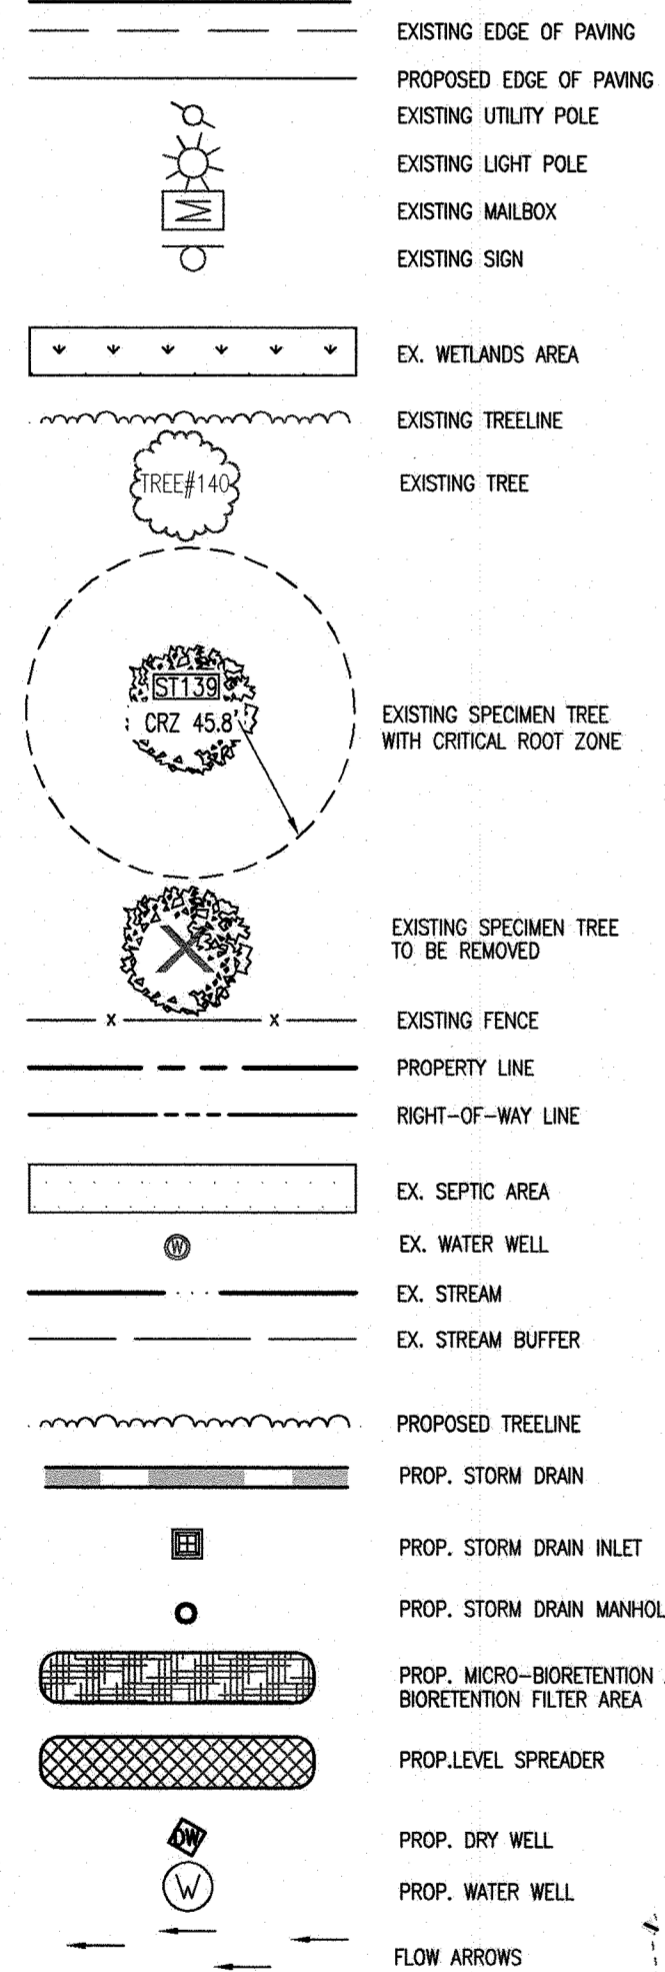 EXISTING EDGE OF PAVING
PROPOSED EDGE OF PAVING
EXISTING UTILITY POLE
EXISTING LIGHT POLE
M
EXISTING MAILBOX
EXISTING SIGN
EX. WETLANDS AREA
EXISTING TREELINE
TREE#140
EXISTING TREE
ST139
CRZ 45.8'
EXISTING SPECIMEN TREE
WITH CRITICAL ROOT ZONE
EXISTING SPECIMEN TREE
TO BE REMOVED
X X
EXISTING FENCE
PROPERTY LINE
RIGHT-OF-WAY LINE
EX. SEPTIC AREA
W
EX. WATER WELL
EX. STREAM
EX. STREAM BUFFER
PROPOSED TREELINE
PROP. STORM DRAIN
PROP. STORM DRAIN INLET
PROP. STORM DRAIN MANHOL
PROP. MICRO-BIORETENTION
BIORETENTION FILTER AREA
PROP.LEVEL SPREADER
DW
PROP. DRY WELL
W
PROP. WATER WELL
FLOW ARROWS